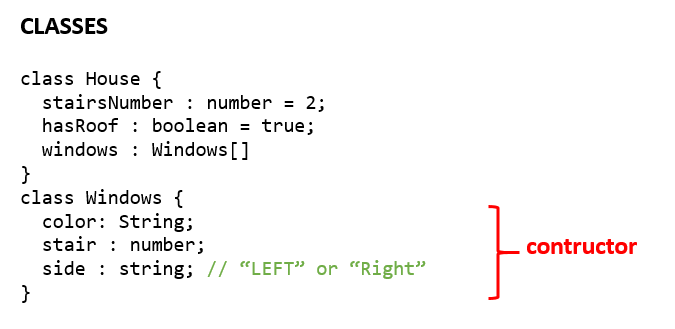 CLASSES
class House {
stairsNumber : number = 2;
hasRoof : boolean = true;
windows : Windows[]
}
class Windows {
color: String;
stair : number;
side : string; // “LEFT” or “Right”
}
contructor